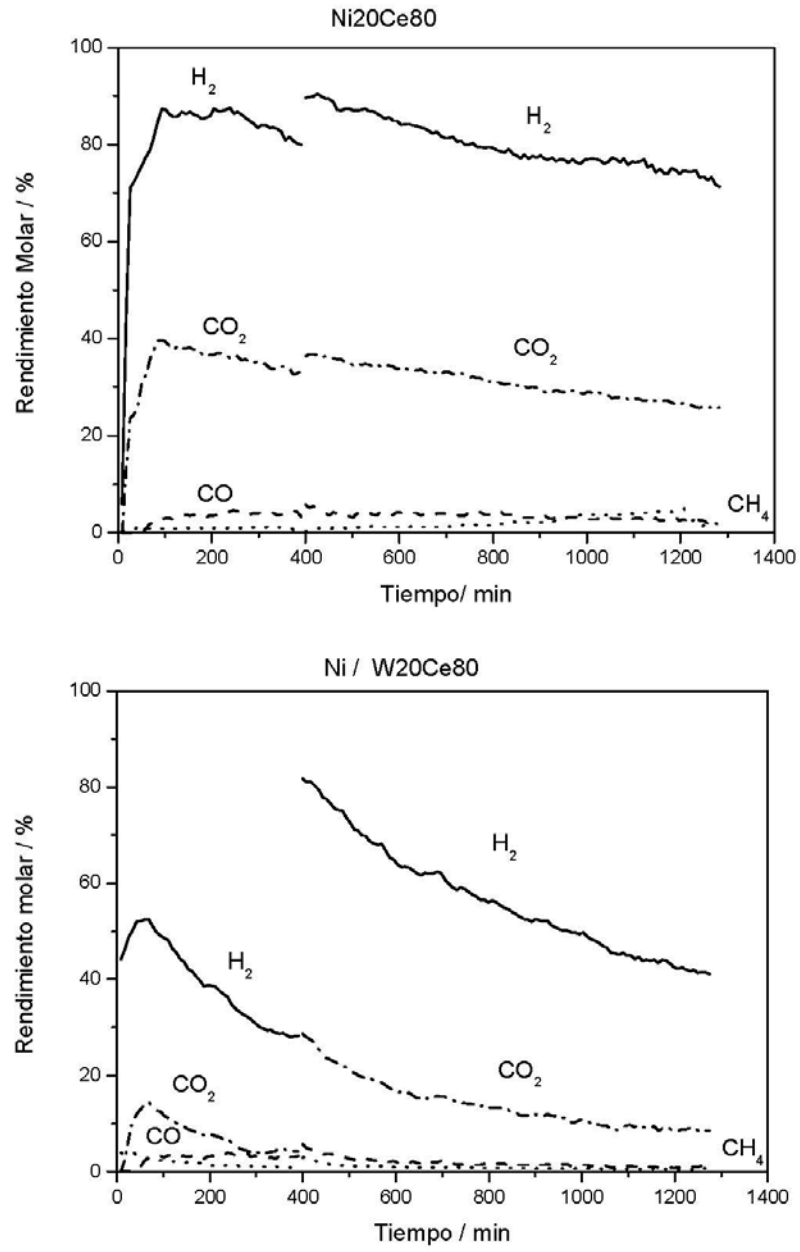 Ni20Ce80
100
80
60
40
20
0
Rendimiento Molar / %
H2
H2
CO2
CO2
CO
CH4
0 200 400 600 800 1000 1200 1400
Tiempo/ min
Ni / W20Ce80
100
80
60
40
20
0
Rendimiento molar / %
H2
H2
CO2
CO2
CO
CH4
0 200 400 600 800 1000 1200 1400
Tiempo / min